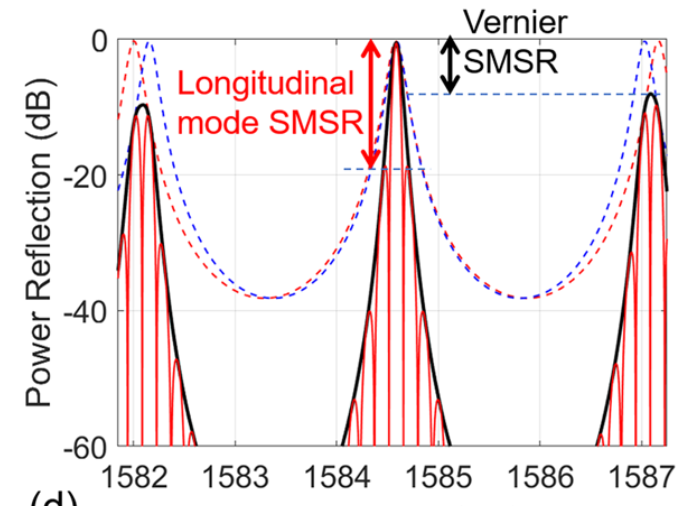 Vernier
SMSR
Longitudinal
mode SMSR
Power Reflection (dB)
0
-20
-40
-60
1582 1583 1584 1585 1586 1587
(d)